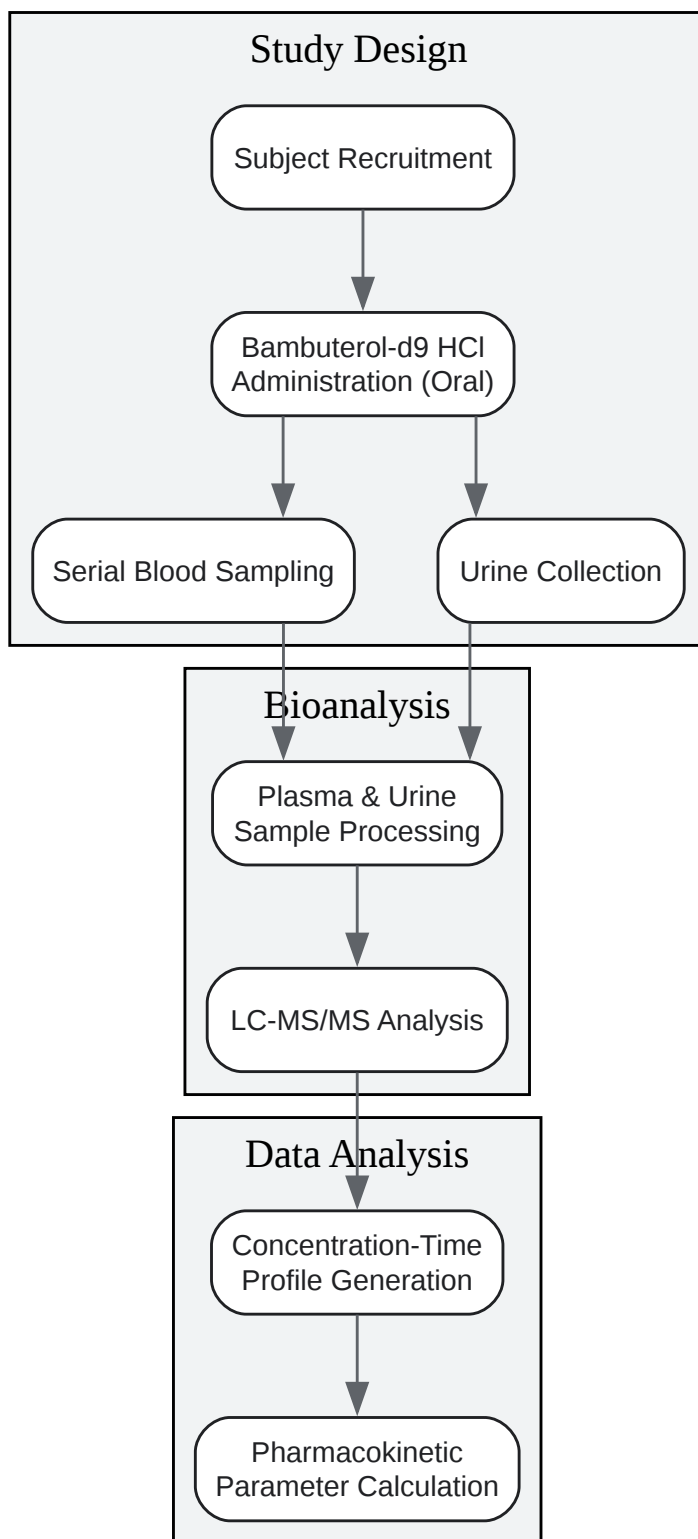 Study Design
Subject Recruitment
Bambuterol-d9 HCl
Administration (Oral)
Serial Blood Sampling
Urine Collection
Bioanalysis
Plasma & Urine
Sample Processing
LC-MS/MS Analysis
Data Analysis
Concentration-Time
Profile Generation
Pharmacokinetic
Parameter Calculation